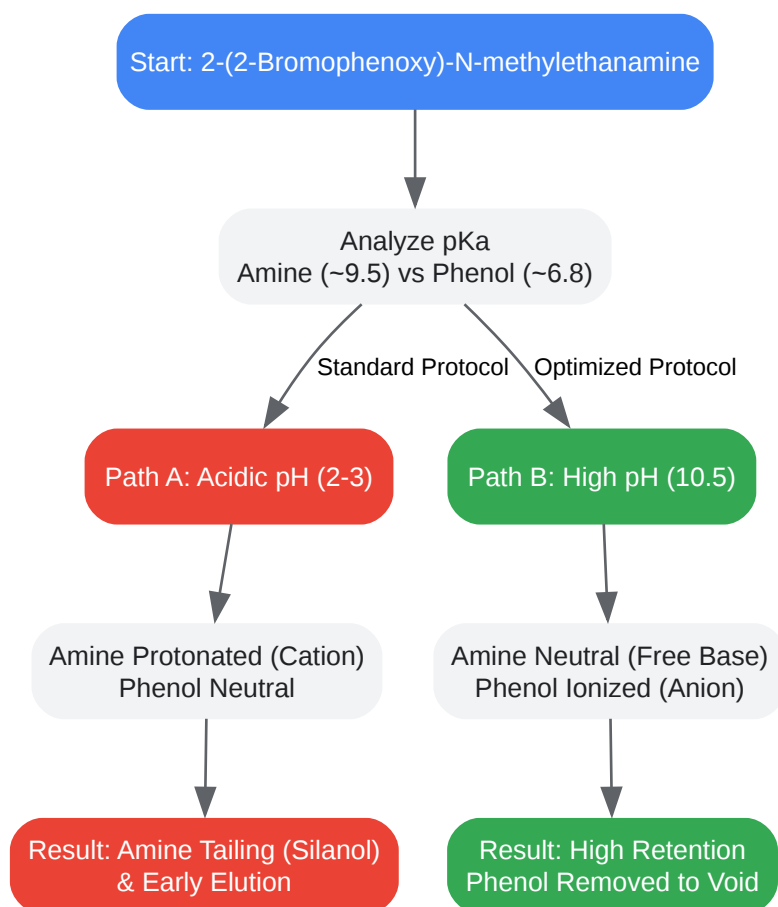 Start: 2-(2-Bromophenoxy)-N-methylethanamine
Analyze pKa
Amine (~9.5) vs Phenol (~6.8)
Standard Protocol
Optimized Protocol
Path A: Acidic pH (2-3)
Path B: High pH (10.5)
Amine Protonated (Cation)
Phenol Neutral
Amine Neutral (Free Base)
Phenol Ionized (Anion)
Result: Amine Tailing (Silanol)
& Early Elution
Result: High Retention
Phenol Removed to Void